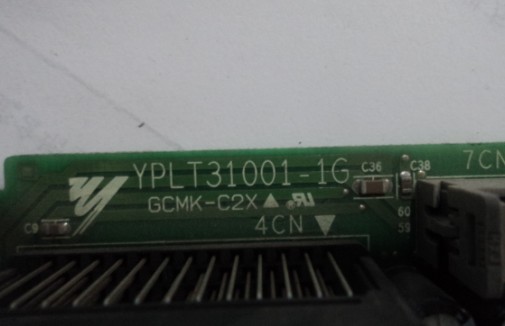 YPLT31001-1G
GCMK-C2X
4CN
C9
C36
C38
7CN
60
59